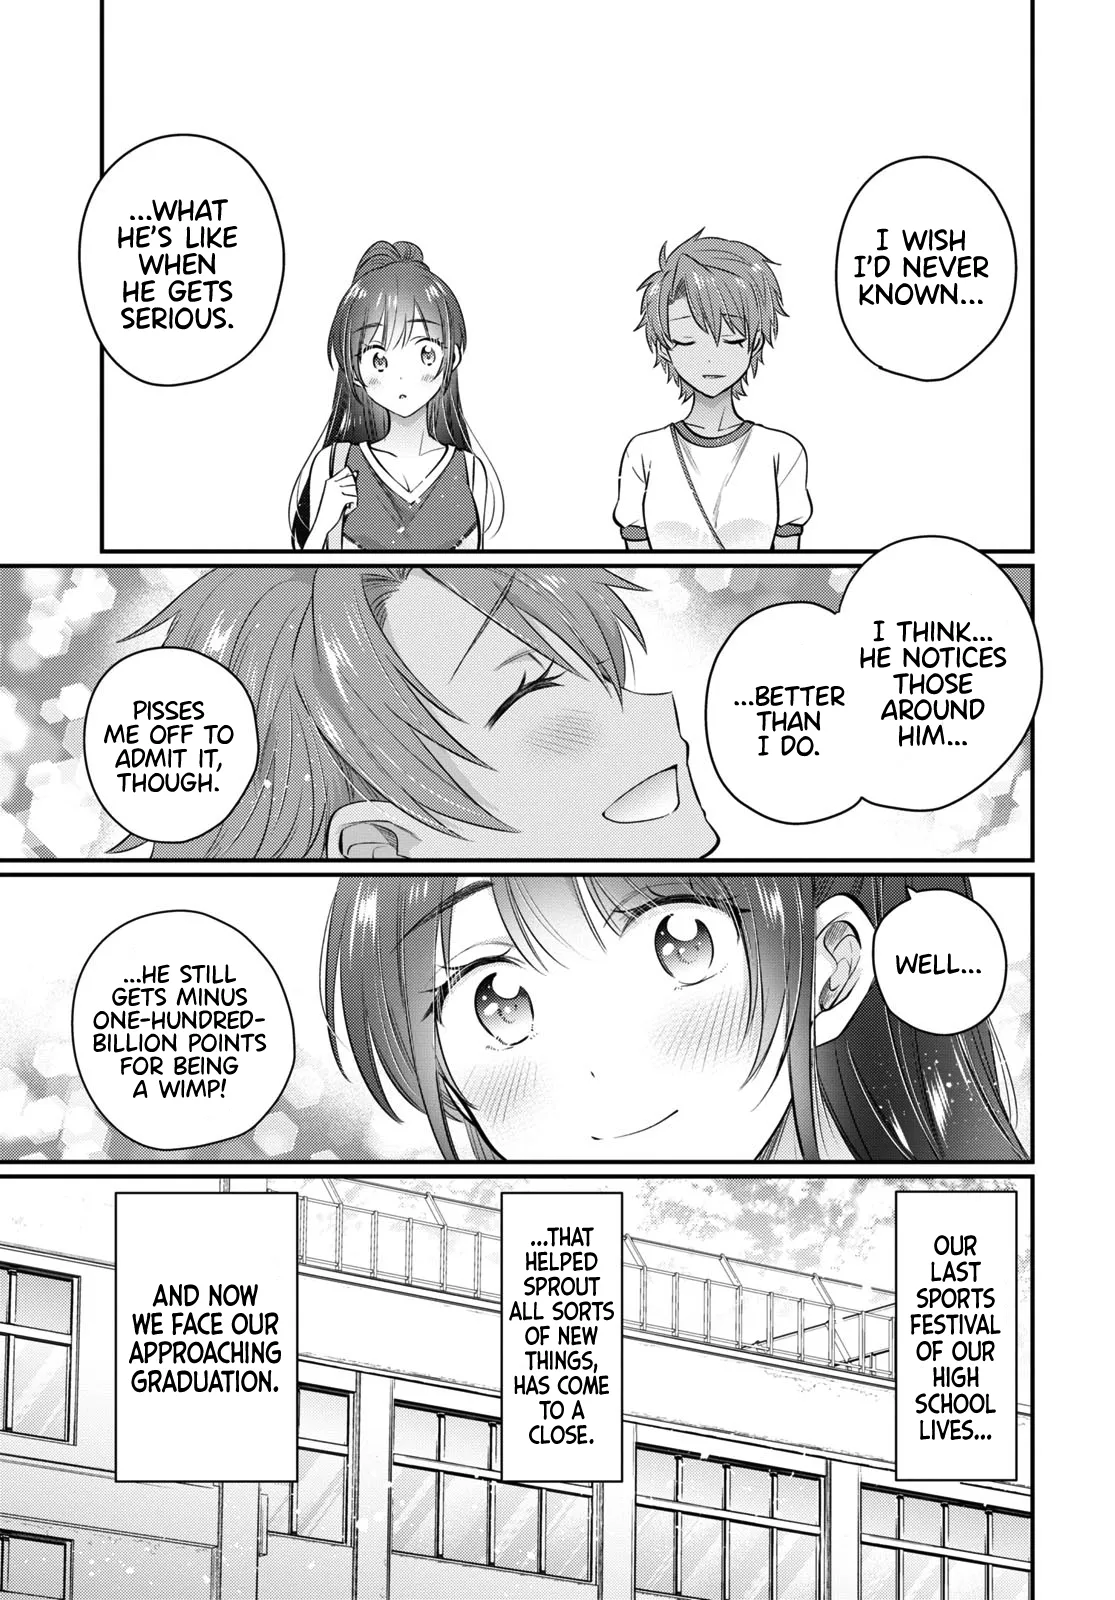 I WISH
I'D NEVER
KNOWN...
...WHAT
HE'S LIKE
WHEN
HE GETS
SERIOUS.
I THINK...
HE NOTICES
THOSE
AROUND
HIM...
...BETTER
THAN
I DO.
PISSES
ME OFF TO
ADMIT IT,
THOUGH.
WELL...
...HE STILL
GETS MINUS
ONE-HUNDRED-
BILLION POINTS
FOR BEING
A WIMP!
OUR
LAST
SPORTS
FESTIVAL
OF OUR
HIGH
SCHOOL
LIVES...
...THAT
HELPED
SPROUT
ALL SORTS
OF NEW
THINGS,
HAS COME
TO A
CLOSE.
AND NOW
WE FACE OUR
APPROACHING
GRADUATION.